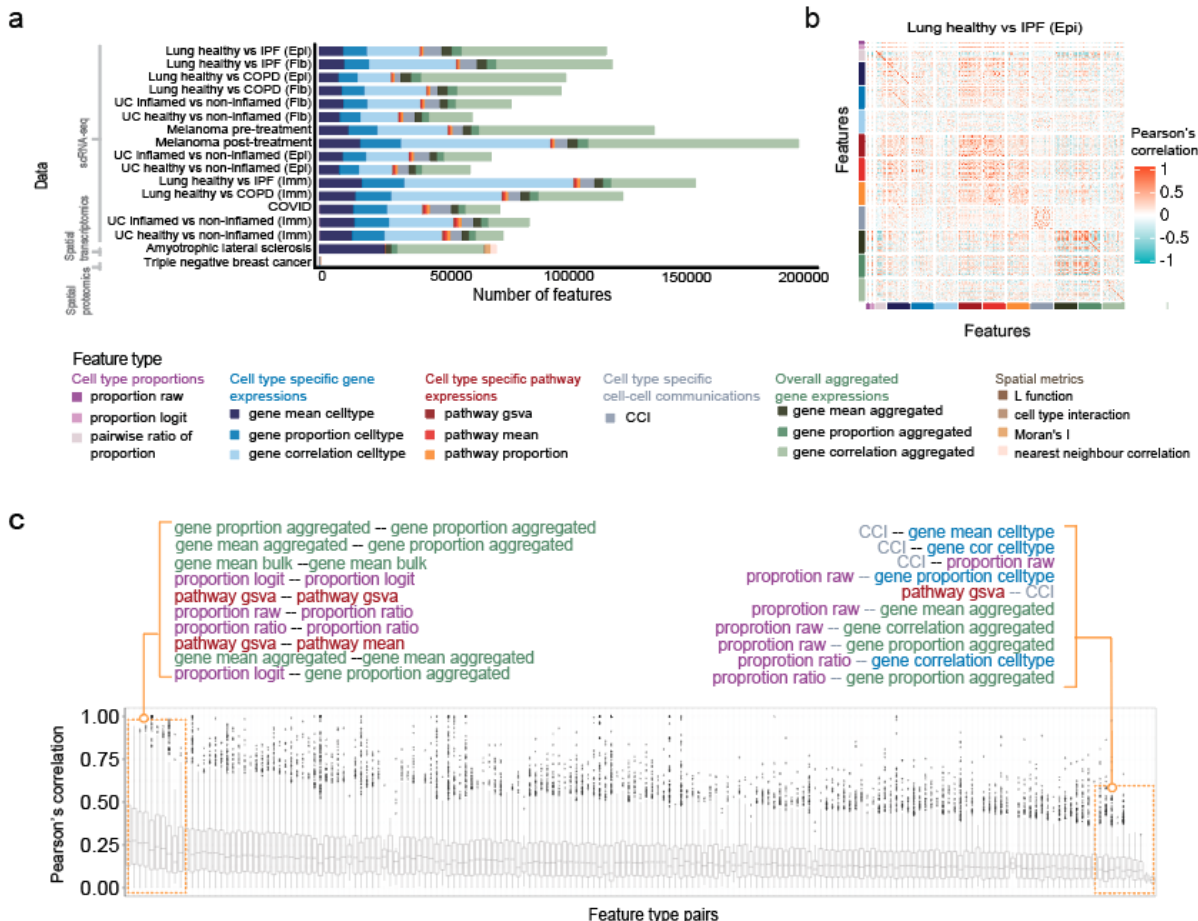 a
Lung healthy vs IPF (Epi)
Lung healthy vs IPF (Fib)
Lung healthy vs COPD (Epi)
Lung healthy vs COPD (Fib)
UC Inflamed vs non-inflamed (Fib)
UC healthy vs non-inflamed (Fib)
Melanoma pre-treatment
Melanoma post-treatment
UC Inflamed vs non-inflamed (Epi)
UC healthy vs non-inflamed (Epi)
Lung healthy vs IPF (Imm)
Lung healthy vs COPD (Imm)
COVID
UC Inflamed vs non-inflamed (Imm)
UC healthy vs non-inflamed (Imm)
Amyotrophic lateral sclerosis
Triple negative breast cancer
Data
scRNA-seq
Spatial
transcriptomics
Spatial
proteomics
0
50000
100000
150000
200000
Number of features
b
Lung healthy vs IPF (Epi)
Features
Features
Pearson's
correlation
1
0.5
0
-0.5
-1
Feature type
Cell type proportions
proportion raw
proportion logit
pairwise ratio of
proportion
Cell type specific gene
expressions
gene mean celltype
gene proportion celltype
gene correlation celltype
Cell type specific pathway
expressions
pathway gsva
pathway mean
pathway proportion
Cell type specific
cell-cell communications
CCI
Overall aggregated
gene expressions
gene mean aggregated
gene proportion aggregated
gene correlation aggregated
Spatial metrics
L function
cell type interaction
Moran's I
nearest neighbour correlation
c
gene proprtion aggregated -- gene proportion aggregated
gene mean aggregated -- gene proportion aggregated
gene mean bulk --gene mean bulk
proportion logit -- proportion logit
pathway gsva -- pathway gsva
proportion raw -- proportion ratio
proportion ratio -- proportion ratio
pathway gsva -- pathway mean
gene mean aggregated --gene mean aggregated
proportion logit -- gene proportion aggregated
CCI -- gene mean celltype
CCI -- gene cor celltype
CCI -- proportion raw
proprotion raw -- gene proportion celltype
pathway gsva -- CCI
proprotion raw -- gene mean aggregated
proprotion raw -- gene correlation aggregated
proprotion raw -- gene proportion aggregated
proprotion ratio -- gene correlation celltype
proprotion ratio -- gene proportion aggregated
Pearson's correlation
1.00
0.75
0.50
0.25
0.00
Feature type pairs